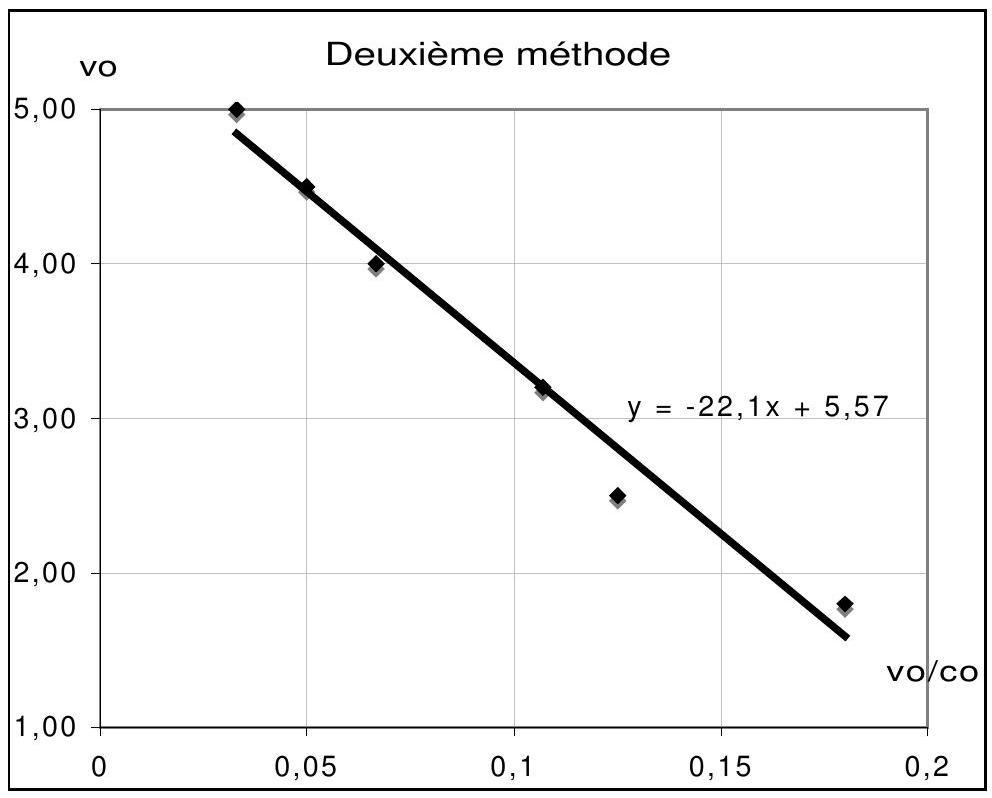 Deuxième méthode
vo
5,00
4,00
3,00
2,00
1,00
y = -22,1x + 5,57
vo/co
0 0,05 0,1 0,15 0,2